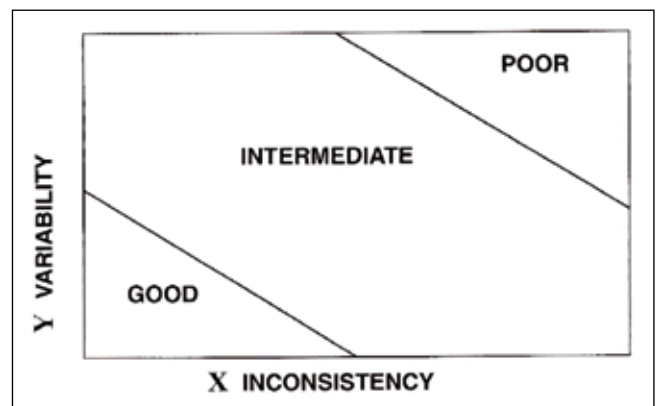 POOR
INTERMEDIATE
GOOD
Y VARIABILITY
X INCONSISTENCY